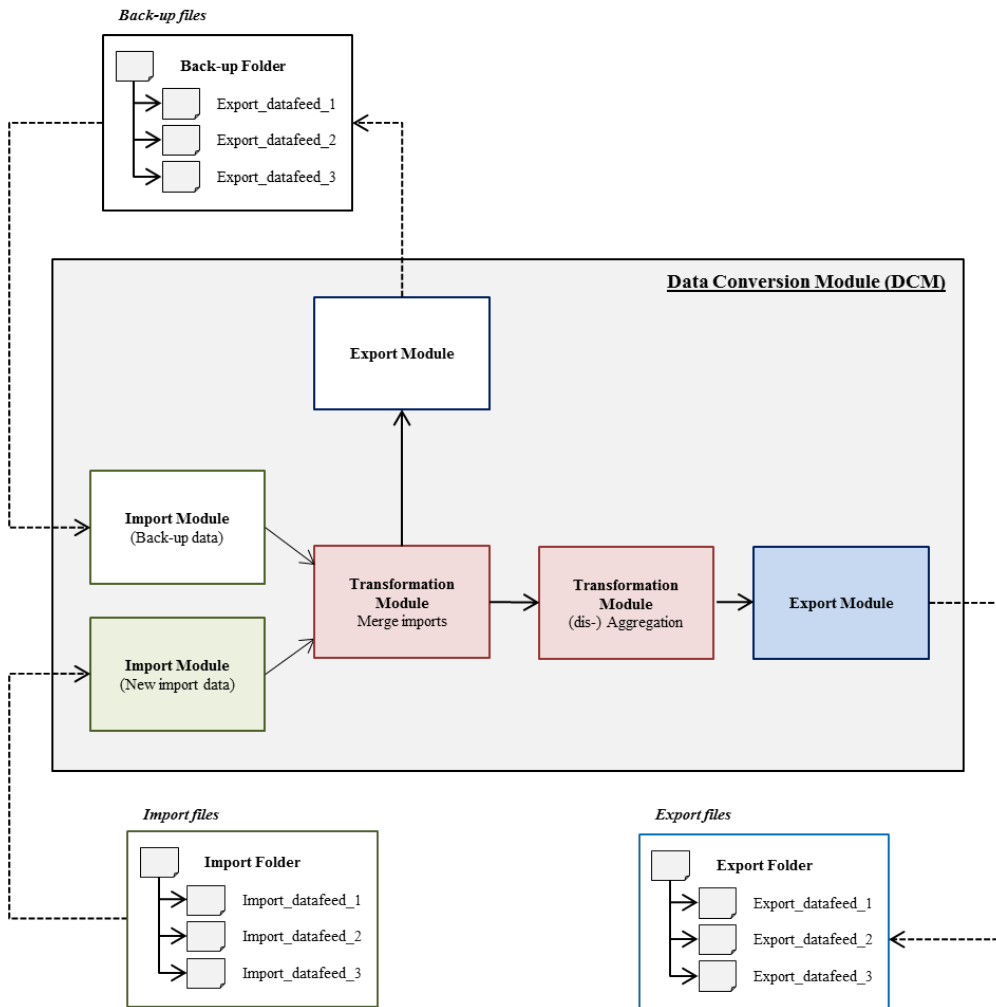 Back-up files
Back-up Folder
Export_datafeed_1
Export_datafeed_2
Export_datafeed_3
Data Conversion Module (DCM)
Export Module
Import Module
(Back-up data)
Transformation
Module
Merge imports
Transformation
Module
(dis-) Aggregation
Export Module
Import Module
(New import data)
Import files
Import Folder
Import_datafeed_1
Import_datafeed_2
Import_datafeed_3
Export files
Export Folder
Export_datafeed_1
Export_datafeed_2
Export_datafeed_3